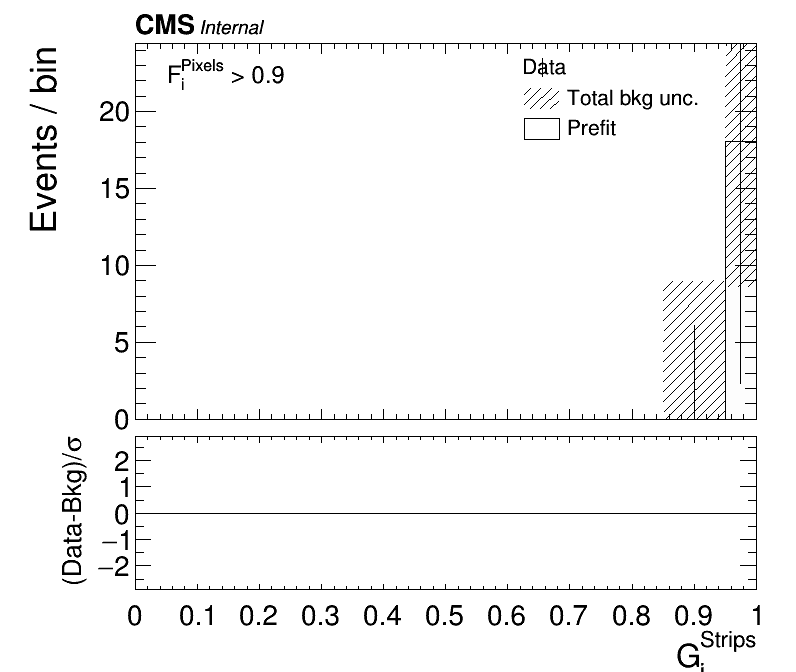 CMS Internal
F_i^Pixels > 0.9
Data
Total bkg unc.
Prefit
Events / bin
20
15
10
5
0
(Data-Bkg)/σ
2
1
0
−1
−2
0 0.1 0.2 0.3 0.4 0.5 0.6 0.7 0.8 0.9 1
G_i^Strips